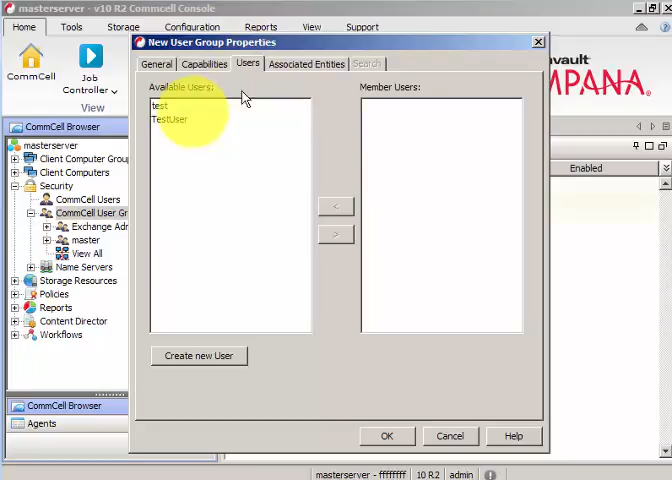 masterserver - v10 R2 Commcell Console
Home Tools Storage Configuration Reports View Support
CommCell
Job Controller
View
CommCell Browser
masterserver
Client Computer Group
Client Computers
Security
CommCell Users
CommCell User Gr
Exchange Adm
master
View All
Name Servers
Storage Resources
Policies
Reports
Content Director
Workflows
CommCell Browser
Agents
New User Group Properties
General Capabilities Users Associated Entities Search
Available Users: Member Users:
test
TestUser
<
>
Create new User
OK Cancel Help
mvault
MPANA
Enabled
masterserver - ffffffff 10 R2 admin